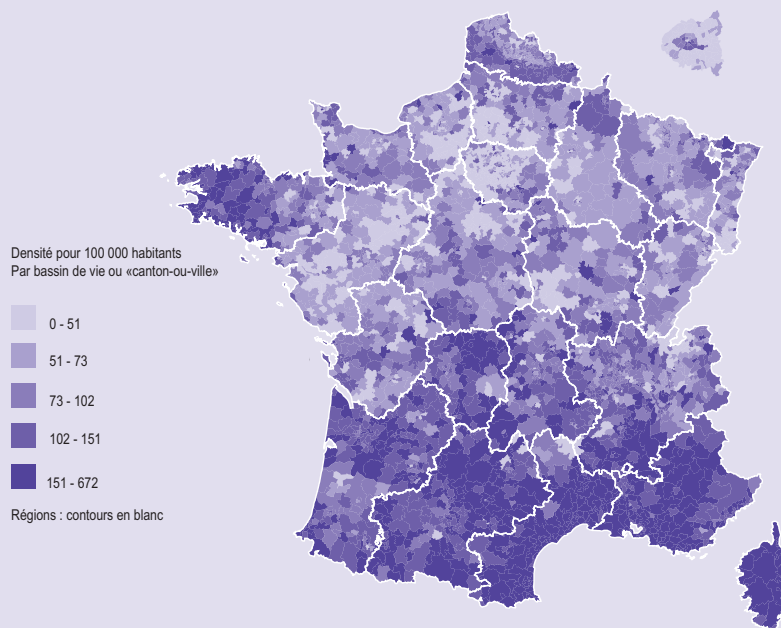 Densité pour 100 000 habitants
Par bassin de vie ou «canton-ou-ville»
0 - 51
51 - 73
73 - 102
102 - 151
151 - 672
Régions : contours en blanc